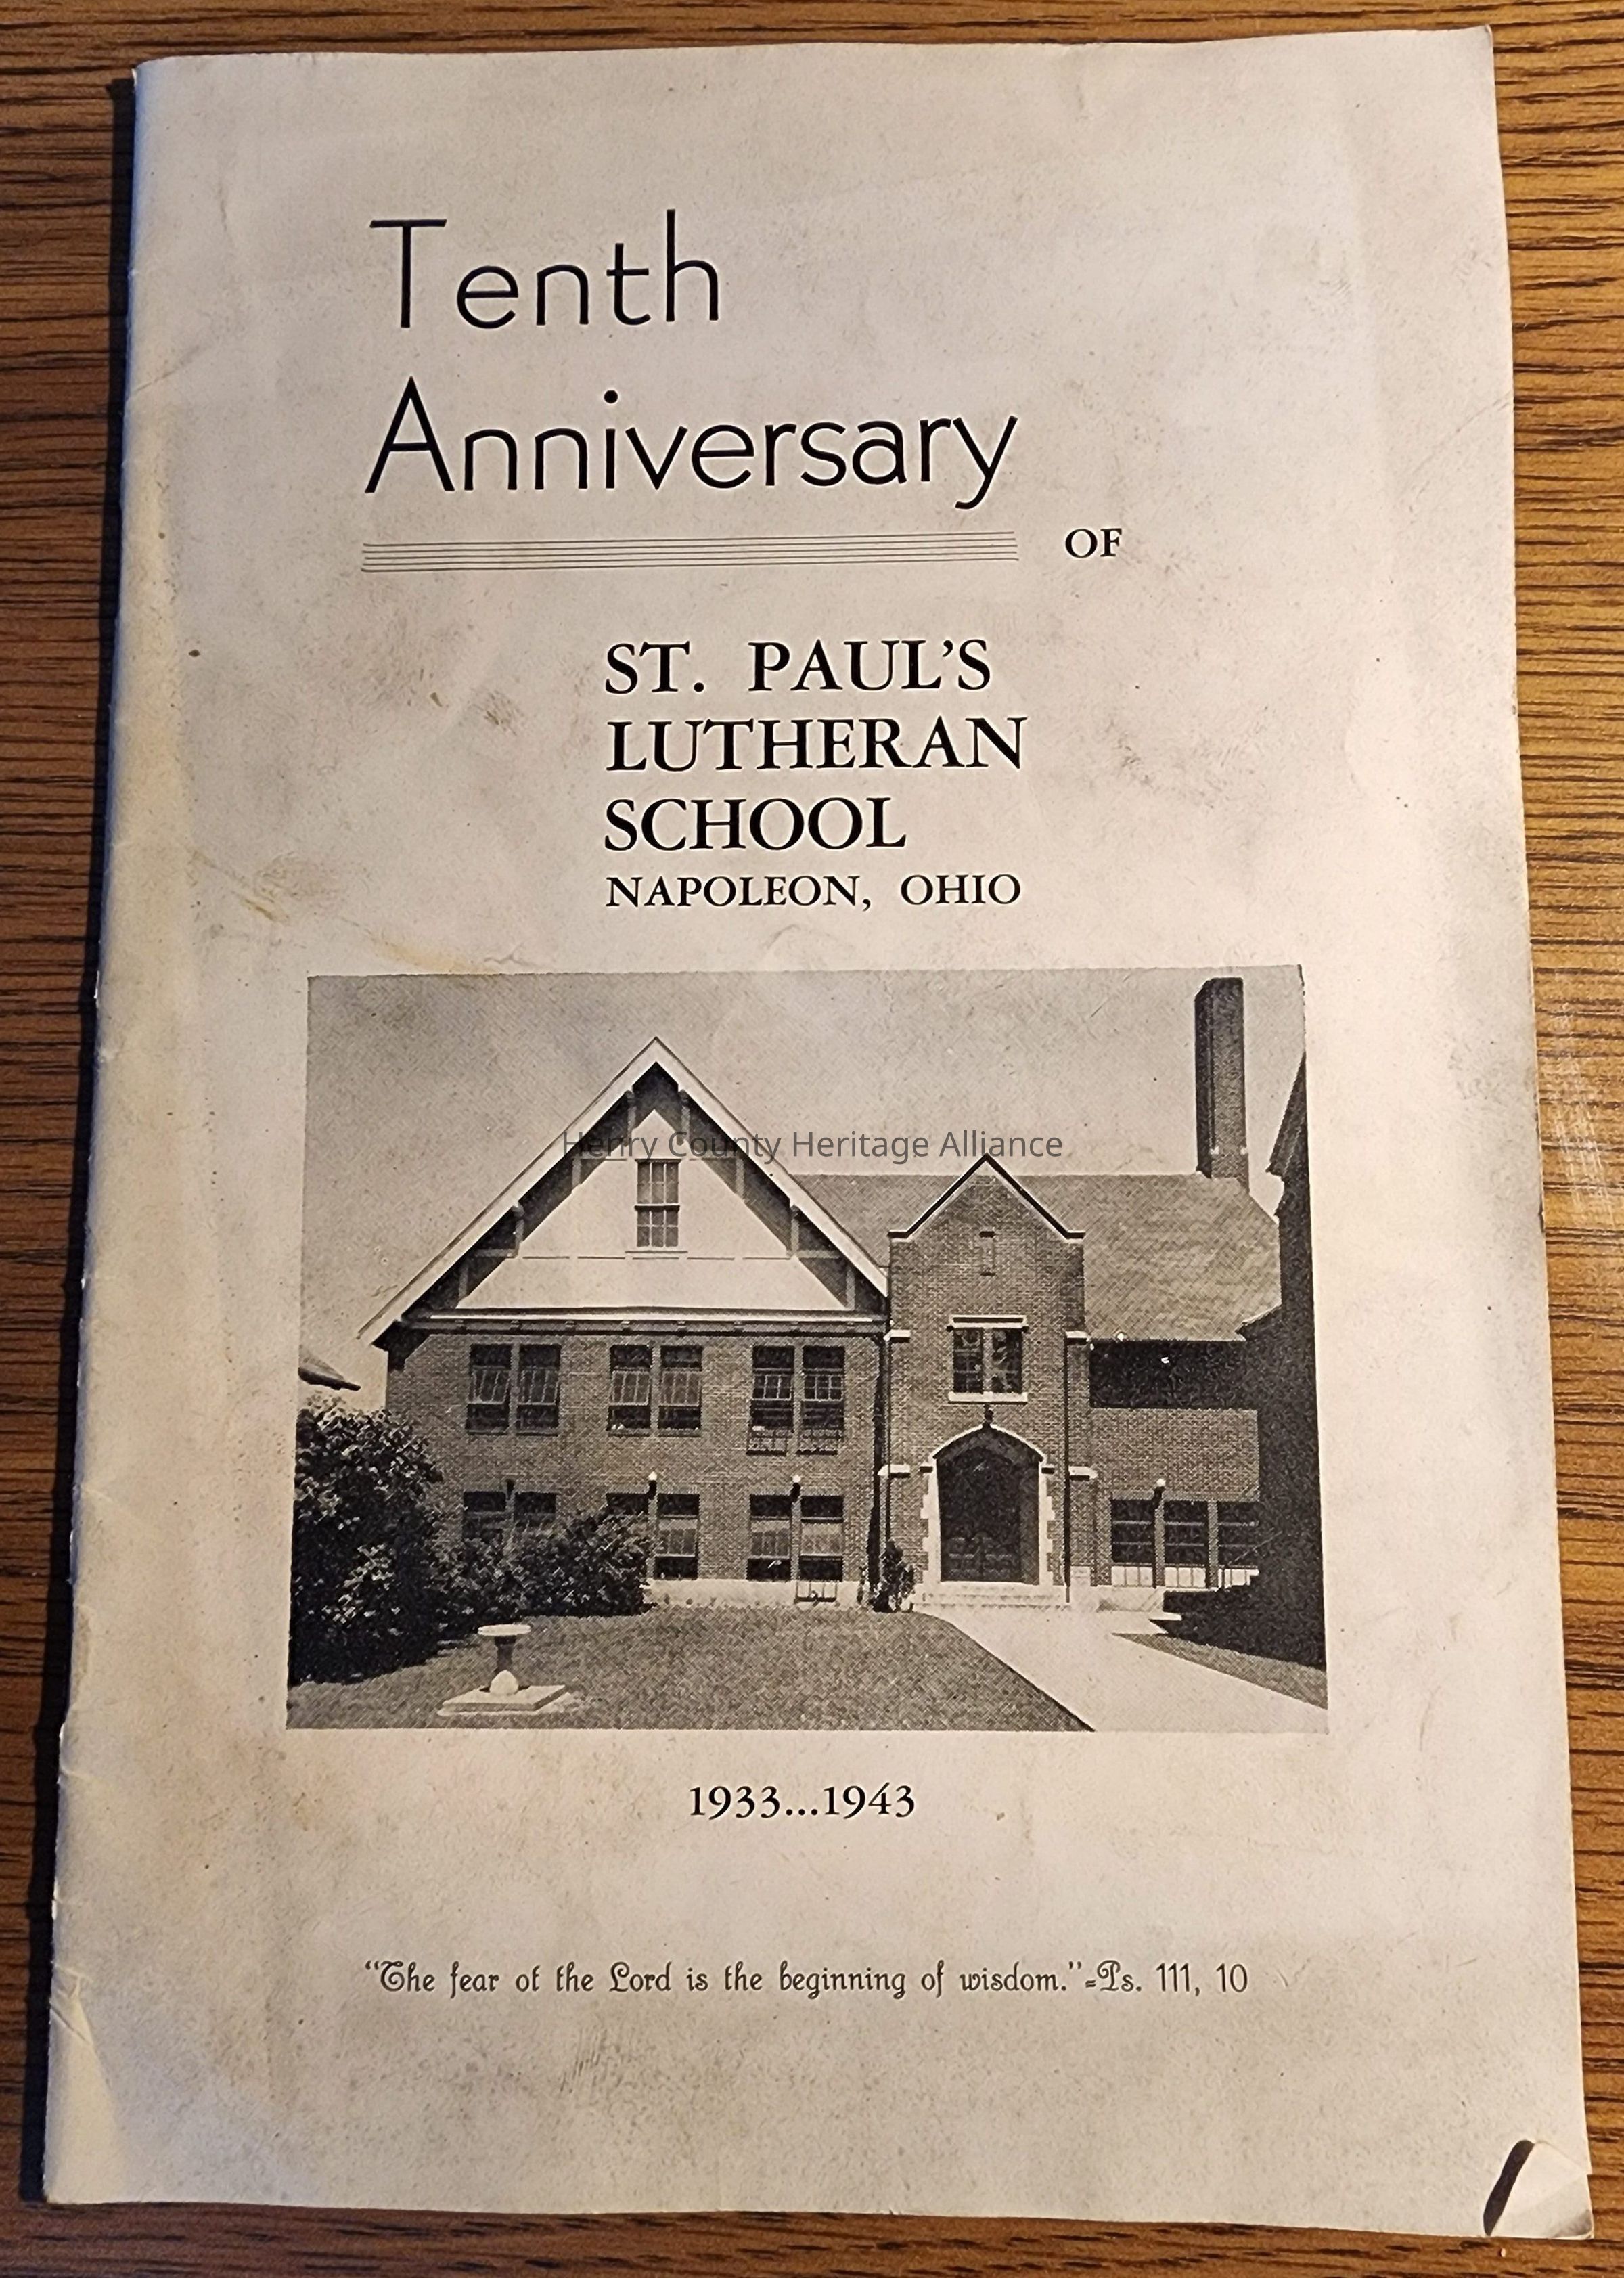 Tenth
Anniversary
OF
ST. PAUL'S
LUTHERAN
SCHOOL
NAPOLEON, OHIO
Henry County Heritage Alliance
1933...1943
"The fear of the Lord is the beginning of wisdom."-Ps. 111, 10